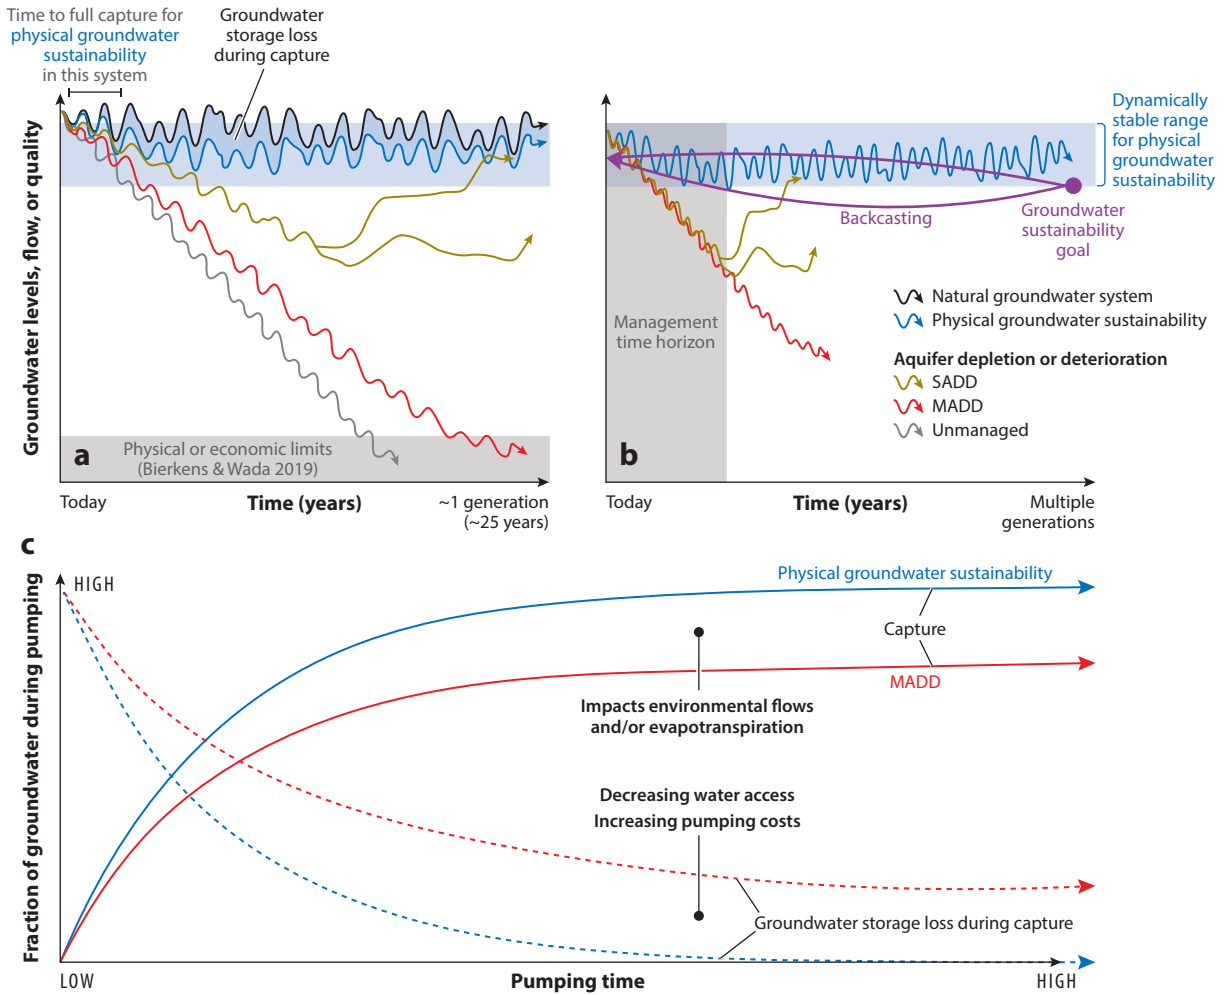 Time to full capture for
physical groundwater
sustainability
in this system
Groundwater
storage loss
during capture
Groundwater levels, flow, or quality
Physical or economic limits
(Bierkens & Wada 2019)
a
Today
Time (years)
~1 generation
(~25 years)
Dynamically
stable range
for physical
groundwater
sustainability
Backcasting
Groundwater
sustainability
goal
Management
time horizon
Natural groundwater system
Physical groundwater sustainability
Aquifer depletion or deterioration
SADD
MADD
Unmanaged
b
Today
Time (years)
Multiple
generations
c
Fraction of groundwater during pumping
HIGH
Physical groundwater sustainability
Capture
MADD
Impacts environmental flows
and/or evapotranspiration
Decreasing water access
Increasing pumping costs
Groundwater storage loss during capture
LOW
Pumping time
HIGH